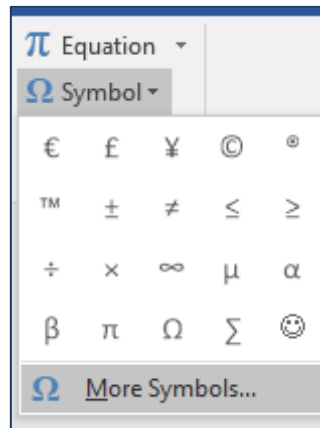 π Equation
Ω Symbol
€ £ ¥ © ®
™ ± ≠ ≤ ≥
÷ × ∞ µ α
β π Ω ∑ ☺
Ω More Symbols...